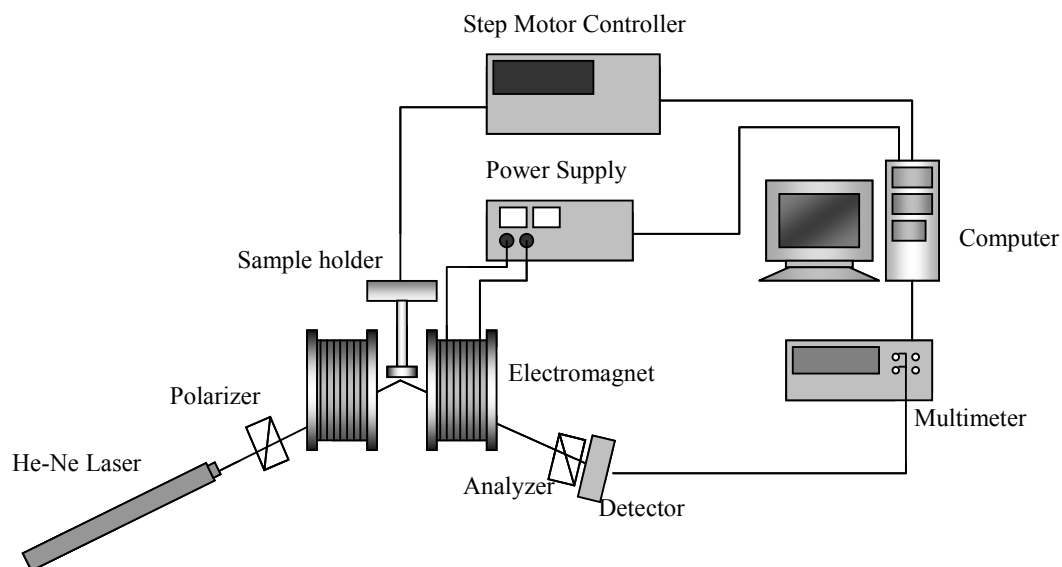 Step Motor Controller
Power Supply
Sample holder
Computer
Electromagnet
Polarizer
Multimeter
He-Ne Laser
Analyzer
Detector